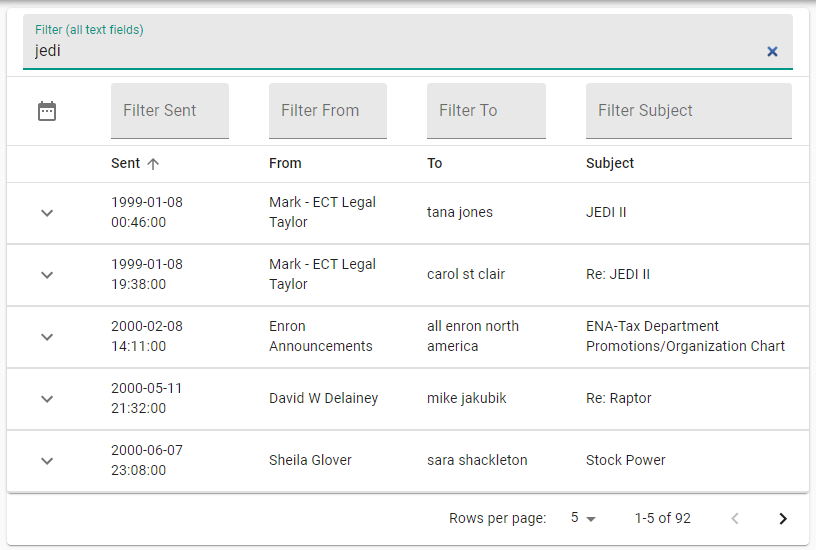 Filter (all text fields)
jedi
Filter Sent Filter From Filter To Filter Subject
Sent From To Subject
1999-01-08 Mark - ECT Legal
00:46:00 Taylor tana jones JEDI II
1999-01-08 Mark - ECT Legal
19:38:00 Taylor carol st clair Re: JEDI II
2000-02-08 Enron all enron north ENA-Tax Department
14:11:00 Announcements america Promotions/Organization Chart
2000-05-11
21:32:00 David W Delainey mike jakubik Re: Raptor
2000-06-07
23:08:00 Sheila Glover sara shackleton Stock Power
Rows per page: 5 1-5 of 92